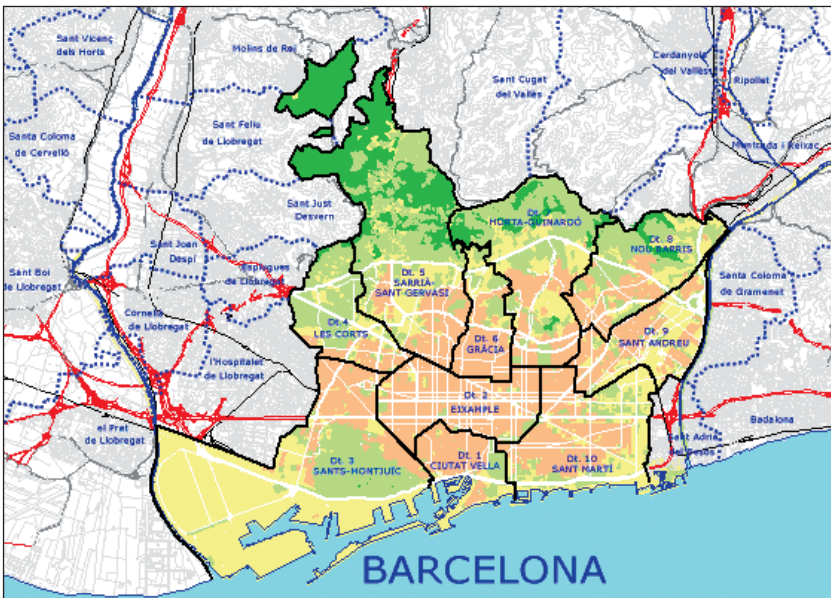 Sant Vicenç
dels Horts
Molins de Rei
Cerdanyola
del Vallès
Ripollet
Sant Cugat
del Vallès
Santa Coloma
de Cervelló
Sant Feliu
de Llobregat
Montcada i Reixac
Sant Just
Desvern
Dt. 7
HORTA-GUINARDÓ
Dt. 8
NOU BARRIS
Sant Joan
Despí
Sant Boi
de Llobregat
Esplugues
de Llobregat
Dt. 5
SARRIÀ-
SANT-GERVASI
Santa Coloma
de Gramenet
Cornellà
de Llobregat
Dt.4
LES CORTS
Dt. 6
GRÀCIA
Dt. 9
SANT ANDREU
l'Hospitalet
de Llobregat
Dt. 2
EIXAMPLE
el Prat
de Llobregat
Badalona
Sant Adrià
del Besòs
Dt. 3
SANTS-MONTJUÏC
Dt. 1
CIUTAT VELLA
Dt. 10
SANT MARTÍ
BARCELONA